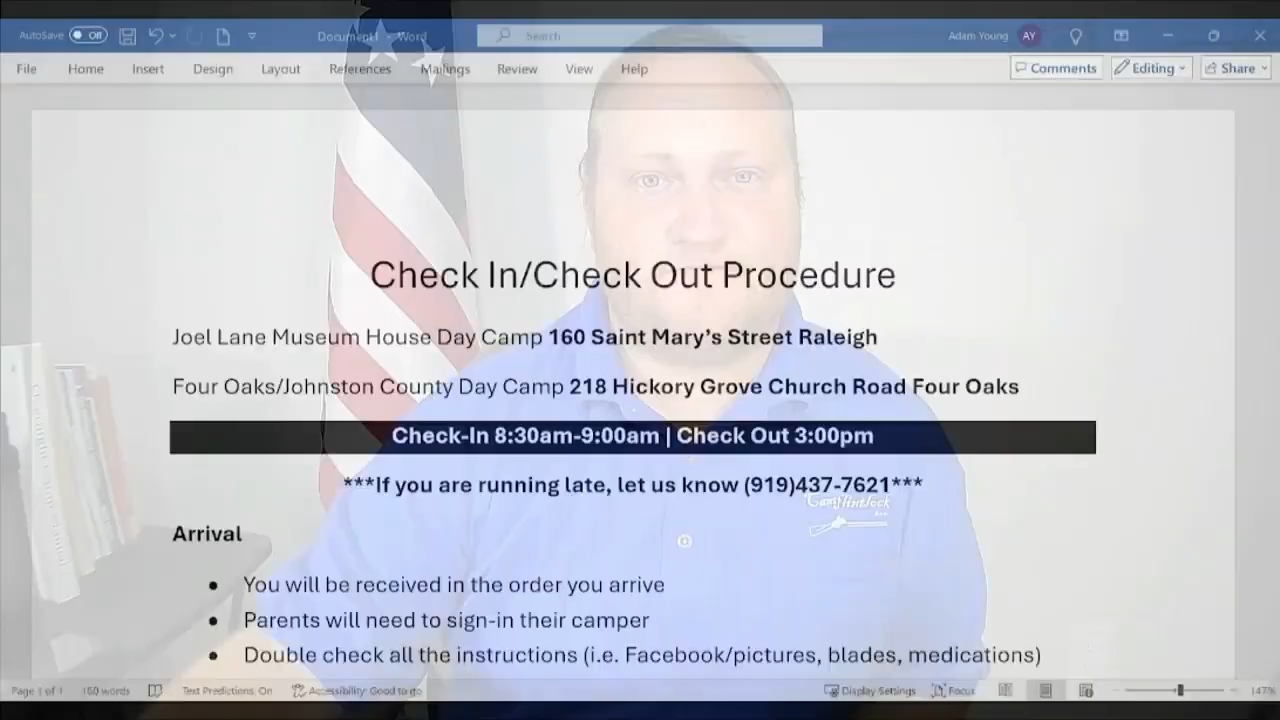 AutoSave Off Document1 - Word Search Adam Young AY
File Home Insert Design Layout References Mailings Review View Help Comments Editing Share
Check In/Check Out Procedure
Joel Lane Museum House Day Camp 160 Saint Mary’s Street Raleigh
Four Oaks/Johnston County Day Camp 218 Hickory Grove Church Road Four Oaks
Check-In 8:30am-9:00am | Check Out 3:00pm
***If you are running late, let us know (919)437-7621***
Camp Flintlock
Arrival
• You will be received in the order you arrive
• Parents will need to sign-in their camper
• Double check all the instructions (i.e. Facebook/pictures, blades, medications)
Page 1 of 1 160 words Text Predictions: On Accessibility: Good to go Display Settings Focus 147%